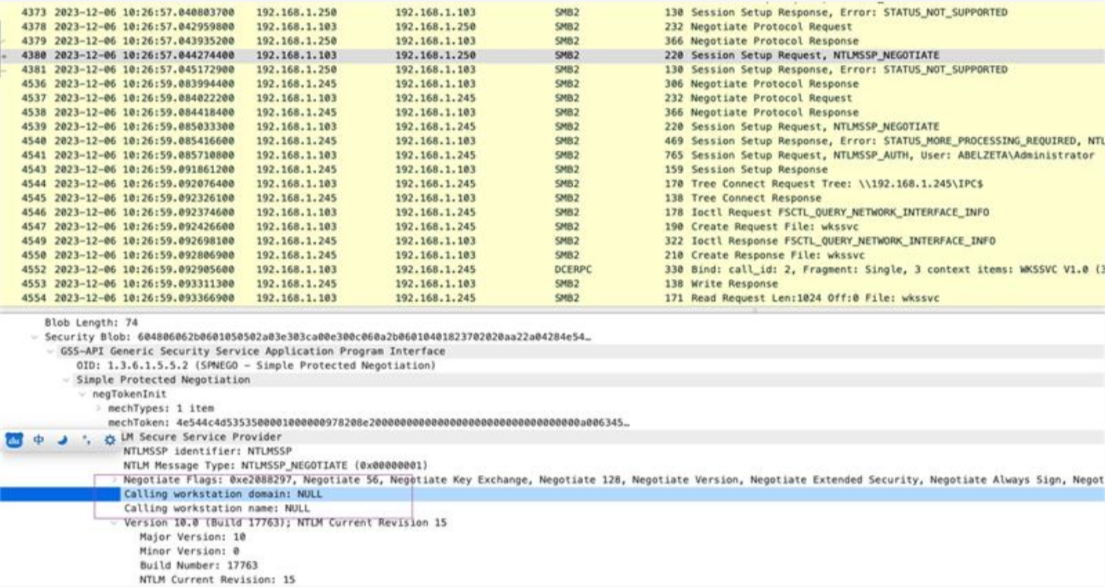 4373 2023-12-06 10:26:57.040803700 192.168.1.250 192.168.1.103 SMB2 130 Session Setup Response, Error: STATUS_NOT_SUPPORTED
4378 2023-12-06 10:26:57.042959800 192.168.1.103 192.168.1.250 SMB2 232 Negotiate Protocol Request
4379 2023-12-06 10:26:57.043935200 192.168.1.250 192.168.1.103 SMB2 366 Negotiate Protocol Response
4380 2023-12-06 10:26:57.044274400 192.168.1.103 192.168.1.250 SMB2 220 Session Setup Request, NTLMSSP_NEGOTIATE
4381 2023-12-06 10:26:57.045172900 192.168.1.250 192.168.1.103 SMB2 130 Session Setup Response, Error: STATUS_NOT_SUPPORTED
4536 2023-12-06 10:26:59.083994400 192.168.1.245 192.168.1.103 SMB2 306 Negotiate Protocol Response
4537 2023-12-06 10:26:59.084022200 192.168.1.103 192.168.1.245 SMB2 232 Negotiate Protocol Request
4538 2023-12-06 10:26:59.084418400 192.168.1.245 192.168.1.103 SMB2 366 Negotiate Protocol Response
4539 2023-12-06 10:26:59.085033300 192.168.1.103 192.168.1.245 SMB2 220 Session Setup Request, NTLMSSP_NEGOTIATE
4540 2023-12-06 10:26:59.085416600 192.168.1.245 192.168.1.103 SMB2 469 Session Setup Response, Error: STATUS_MORE_PROCESSING_REQUIRED, NTL
4541 2023-12-06 10:26:59.085710800 192.168.1.103 192.168.1.245 SMB2 765 Session Setup Request, NTLMSSP_AUTH, User: ABELZETA\Administrator
4543 2023-12-06 10:26:59.091861200 192.168.1.245 192.168.1.103 SMB2 159 Session Setup Response
4544 2023-12-06 10:26:59.092076400 192.168.1.103 192.168.1.245 SMB2 170 Tree Connect Request Tree: \\192.168.1.245\IPC$
4545 2023-12-06 10:26:59.092326100 192.168.1.245 192.168.1.103 SMB2 138 Tree Connect Response
4546 2023-12-06 10:26:59.092374600 192.168.1.103 192.168.1.245 SMB2 178 Ioctl Request FSCTL_QUERY_NETWORK_INTERFACE_INFO
4547 2023-12-06 10:26:59.092426600 192.168.1.103 192.168.1.245 SMB2 190 Create Request File: wkssvc
4549 2023-12-06 10:26:59.092698100 192.168.1.245 192.168.1.103 SMB2 322 Ioctl Response FSCTL_QUERY_NETWORK_INTERFACE_INFO
4550 2023-12-06 10:26:59.092806900 192.168.1.245 192.168.1.103 SMB2 210 Create Response File: wkssvc
4552 2023-12-06 10:26:59.092905600 192.168.1.103 192.168.1.245 DCERPC 330 Bind: call_id: 2, Fragment: Single, 3 context items: WKSSVC V1.0 (3
4553 2023-12-06 10:26:59.093311300 192.168.1.245 192.168.1.103 SMB2 138 Write Response
4554 2023-12-06 10:26:59.093366900 192.168.1.103 192.168.1.245 SMB2 171 Read Request Len:1024 Off:0 File: wkssvc
Blob Length: 74
Security Blob: 604806062b0601050502a03e303ca00e300c060a2b06010401823702020aa22a04284e54…
GSS-API Generic Security Service Application Program Interface
OID: 1.3.6.1.5.5.2 (SPNEGO - Simple Protected Negotiation)
Simple Protected Negotiation
negTokenInit
mechTypes: 1 item
LM Secure Service Provider
NTLMSSP identifier: NTLMSSP
NTLM Message Type: NTLMSSP_NEGOTIATE (0x00000001)
Negotiate Flags: 0xe2088297, Negotiate 56, Negotiate Key Exchange, Negotiate 128, Negotiate Version, Negotiate Extended Security, Negotiate Always Sign, Negot
Calling workstation domain: NULL
Calling workstation name: NULL
Version 10.0 (Build 17763); NTLM Current Revision 15
Major Version: 10
Minor Version: 0
Build Number: 17763
NTLM Current Revision: 15